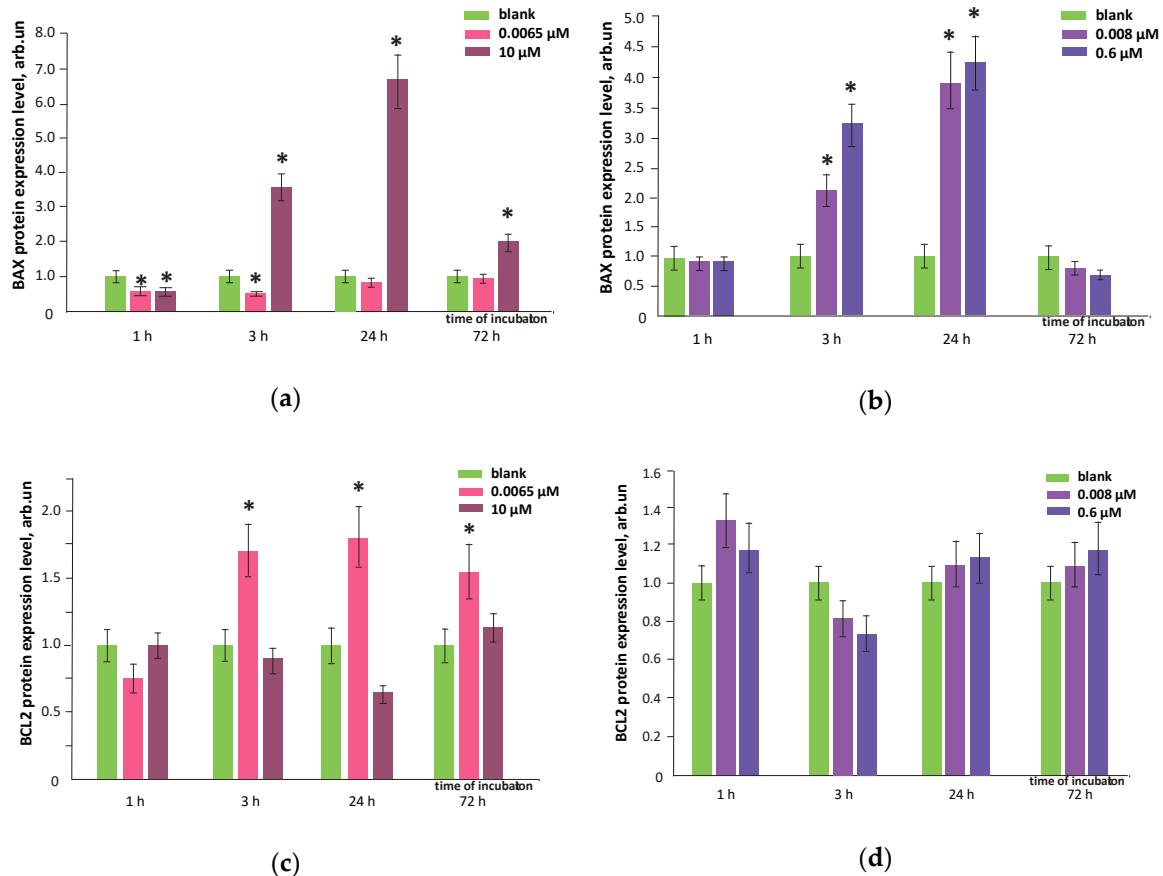 blank
0.0065 μM
10 μM
BAX protein expression level, arb.un
8.0
7.0
6.0
5.0
4.0
3.0
2.0
1.0
0
* * * * * * 
time of incubaton
1 h 3 h 24 h 72 h
(a)
blank
0.008 μM
0.6 μM
BAX protein expression level, arb.un
5.0
4.5
4.0
3.5
3.0
2.5
2.0
1.5
1.0
0.5
0
* * * *
time of incubaton
1 h 3 h 24 h 72 h
(b)
blank
0.0065 μM
10 μM
BCL2 protein expression level, arb.un
2.0
1.5
1.0
0.5
0
* * *
time of incubaton
1 h 3 h 24 h 72 h
(c)
blank
0.008 μM
0.6 μM
BCL2 protein expression level, arb.un
1.6
1.4
1.2
1.0
0.8
0.6
0.4
0.2
0
time of incubaton
1 h 3 h 24 h 72 h
(d)